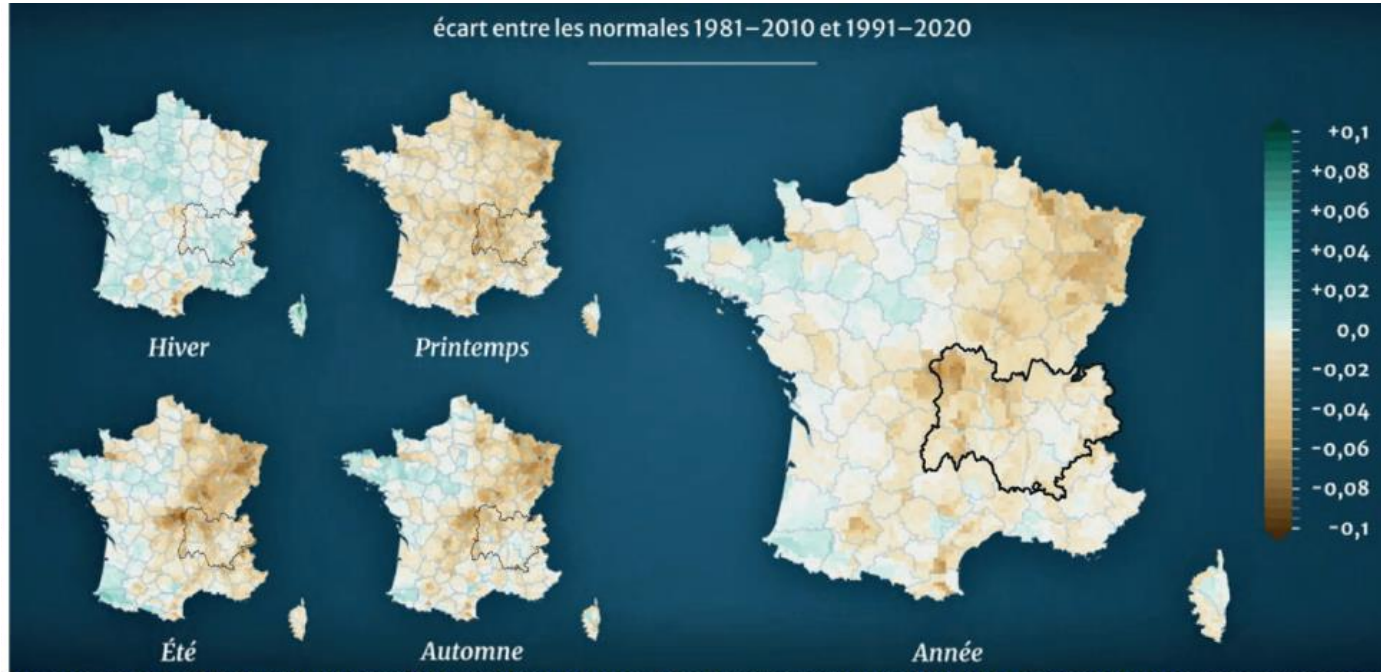 écart entre les normales 1981–2010 et 1991–2020
Hiver
Printemps
Été
Automne
Année
+0,1
+0,08
+0,06
+0,04
+0,02
0,0
-0,02
-0,04
-0,06
-0,08
-0,1